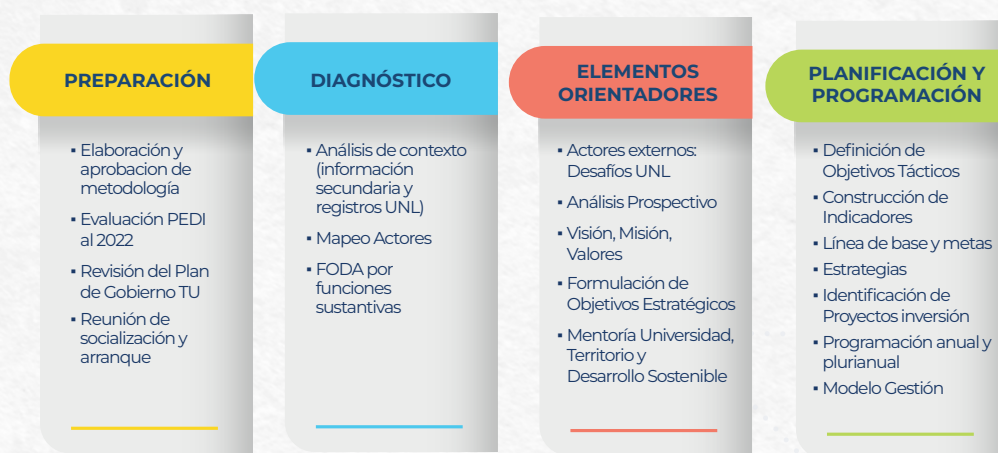 PREPARACIÓN
▪ Elaboración y
aprobacion de
metodología
▪ Evaluación PEDI
al 2022
▪ Revisión del Plan
de Gobierno TU
▪ Reunión de
socialización y
arranque
DIAGNÓSTICO
▪ Análisis de contexto
(información
secundaria y
registros UNL)
▪ Mapeo Actores
▪ FODA por
funciones
sustantivas
ELEMENTOS
ORIENTADORES
▪ Actores externos:
Desafíos UNL
▪ Análisis Prospectivo
▪ Visión, Misión,
Valores
▪ Formulación de
Objetivos Estratégicos
▪ Mentoría Universidad,
Territorio y
Desarrollo Sostenible
PLANIFICACIÓN Y
PROGRAMACIÓN
▪ Definición de
Objetivos Tácticos
▪ Construcción de
Indicadores
▪ Línea de base y metas
▪ Estrategias
▪ Identificación de
Proyectos inversión
▪ Programación anual y
plurianual
▪ Modelo Gestión